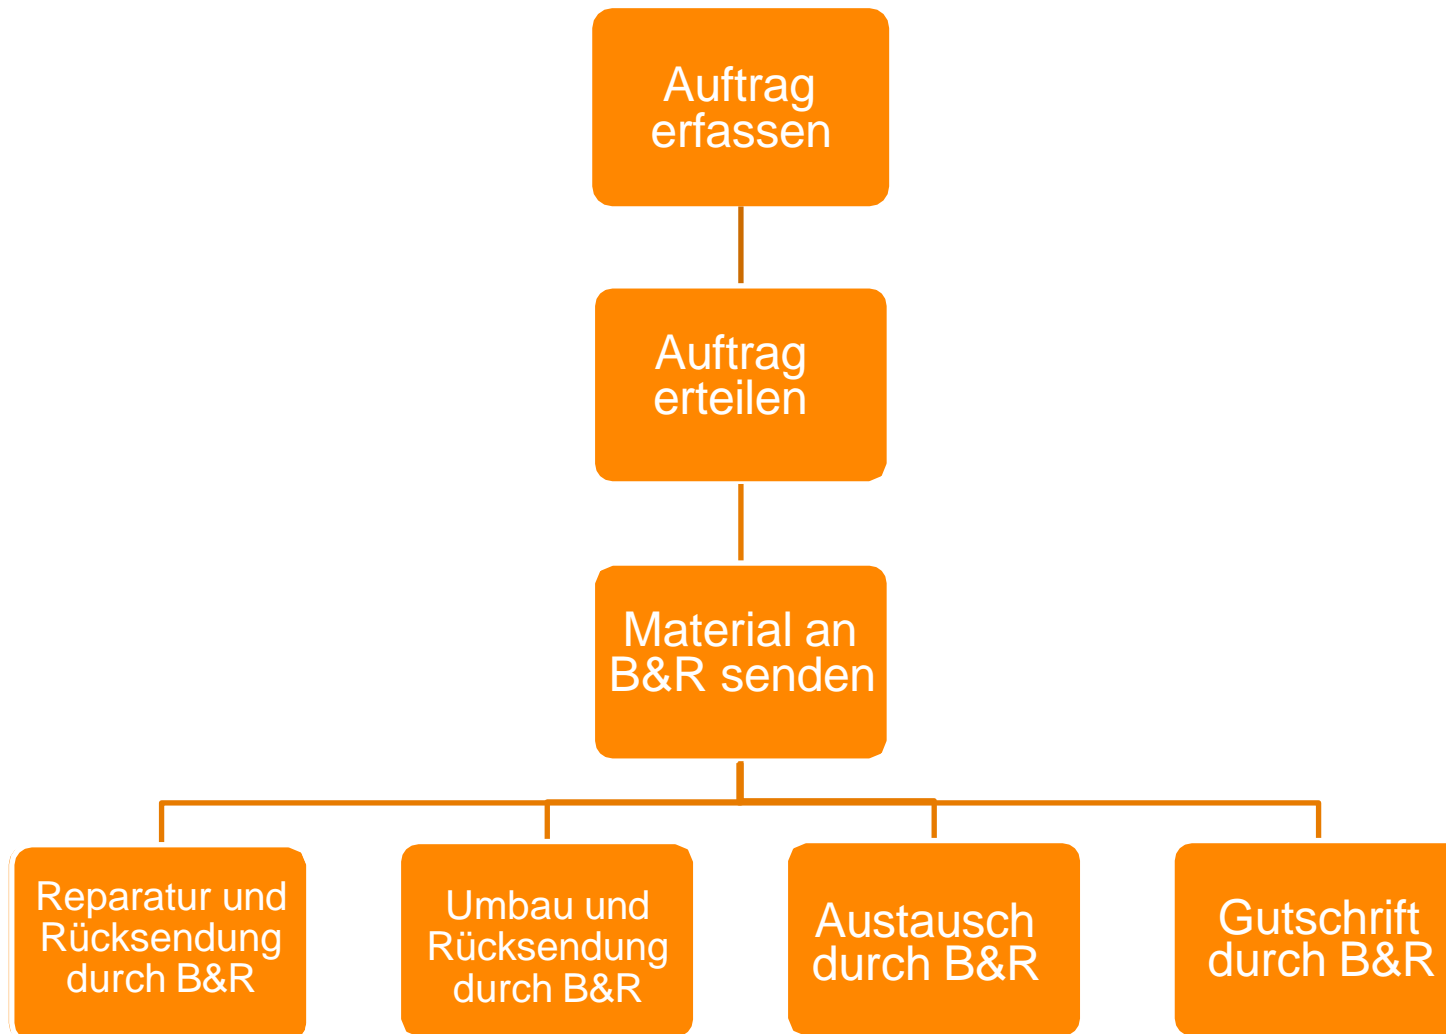 Auftrag
erfassen
Auftrag
erteilen
Material an
B&R senden
Reparatur und
Rücksendung
durch B&R
Umbau und
Rücksendung
durch B&R
Austausch
durch B&R
Gutschrift
durch B&R